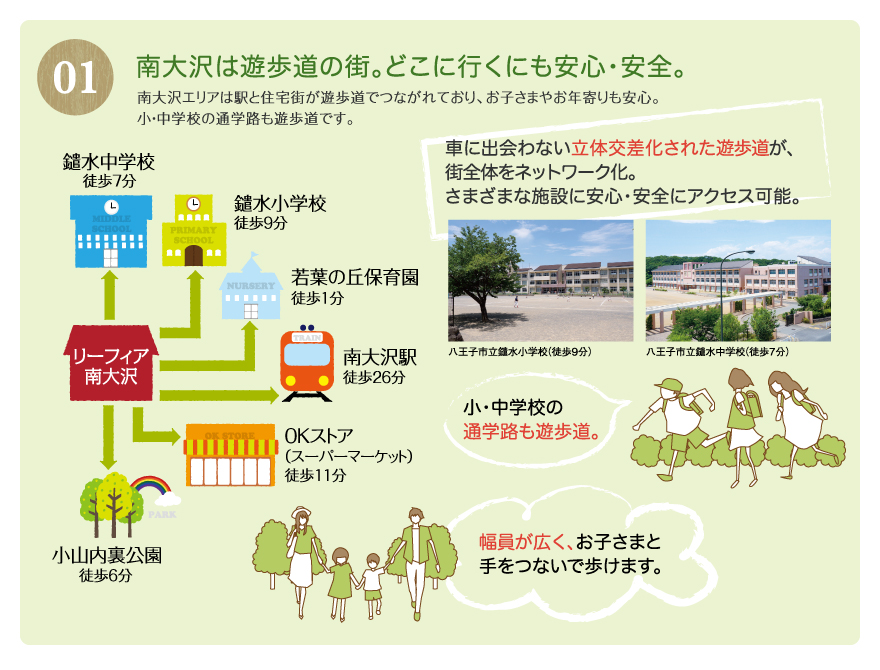 01
南大沢は遊歩道の街。どこに行くにも安心・安全。
南大沢エリアは駅と住宅街が遊歩道でつながれており、お子さまやお年寄りも安心。
小・中学校の通学路も遊歩道です。
車に出会わない立体交差化された遊歩道が、
街全体をネットワーク化。
さまざまな施設に安心・安全にアクセス可能。
鑓水中学校
徒歩7分
MIDDLE
SCHOOL
鑓水小学校
徒歩9分
PRIMARY
SCHOOL
若葉の丘保育園
徒歩1分
NURSERY
リーフィア
南大沢
TRAIN
南大沢駅
徒歩26分
OK STORE
OKストア
（スーパーマーケット）
徒歩11分
PARK
小山内裏公園
徒歩6分
八王子市立鑓水小学校（徒歩9分）
八王子市立鑓水中学校（徒歩7分）
小・中学校の
通学路も遊歩道。
幅員が広く、お子さまと
手をつないで歩けます。